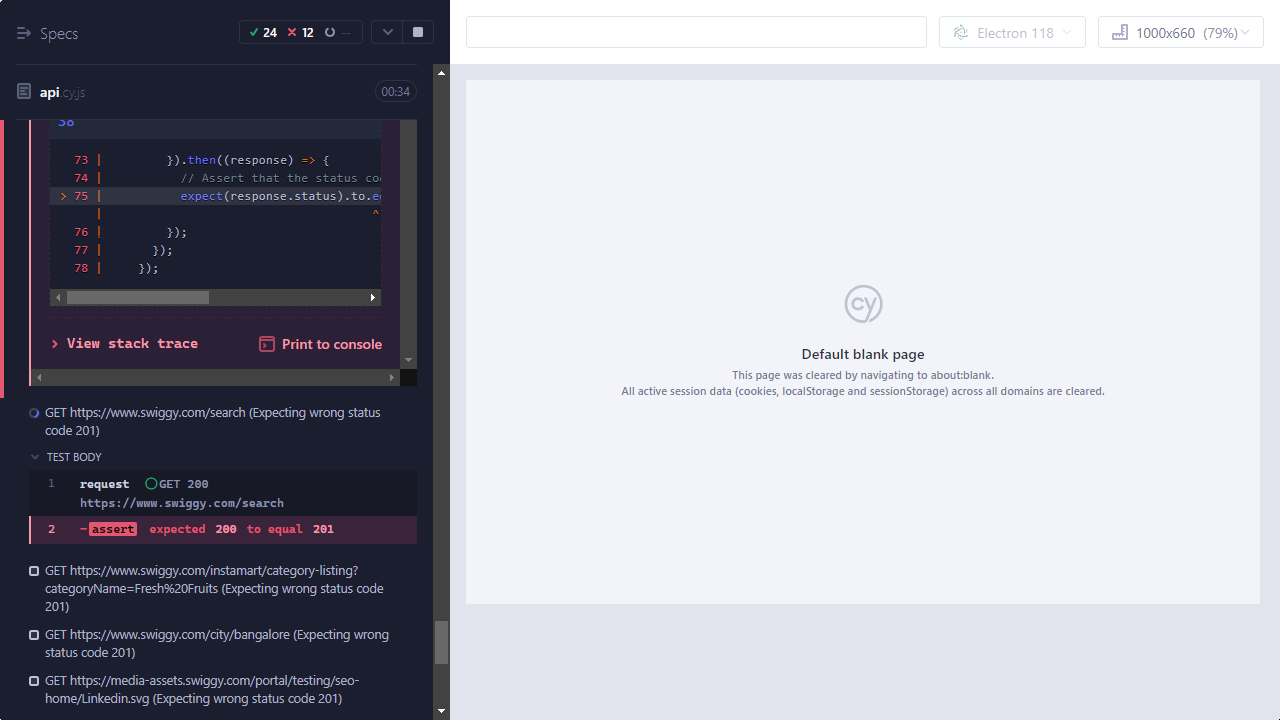 Specs
24 12 --
Electron 118
1000x660 (79%)
api.cy.js
00:34
38
73 | }).then((response) => {
74 | // Assert that the status co
> 75 | expect(response.status).to.e
| ^
76 | });
77 | });
78 | });
View stack trace
Print to console
GET https://www.swiggy.com/search (Expecting wrong status
code 201)
TEST BODY
1 request GET 200
https://www.swiggy.com/search
2 -assert expected 200 to equal 201
GET https://www.swiggy.com/instamart/category-listing?
categoryName=Fresh%20Fruits (Expecting wrong status code
201)
GET https://www.swiggy.com/city/bangalore (Expecting wrong
status code 201)
GET https://media-assets.swiggy.com/portal/testing/seo-
home/Linkedin.svg (Expecting wrong status code 201)
cy
Default blank page
This page was cleared by navigating to about:blank.
All active session data (cookies, localStorage and sessionStorage) across all domains are cleared.